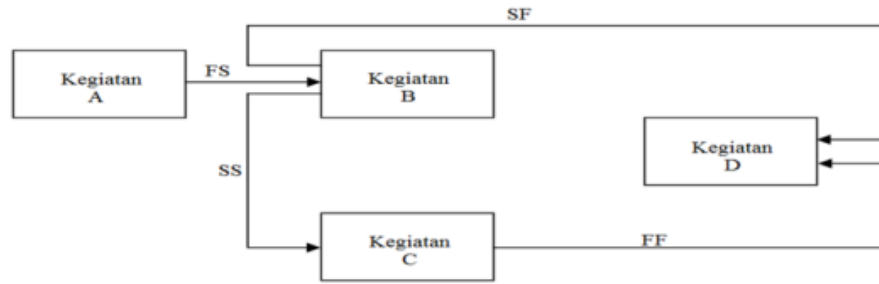 SF
Kegiatan
A
FS
Kegiatan
B
Kegiatan
D
SS
Kegiatan
C
FF